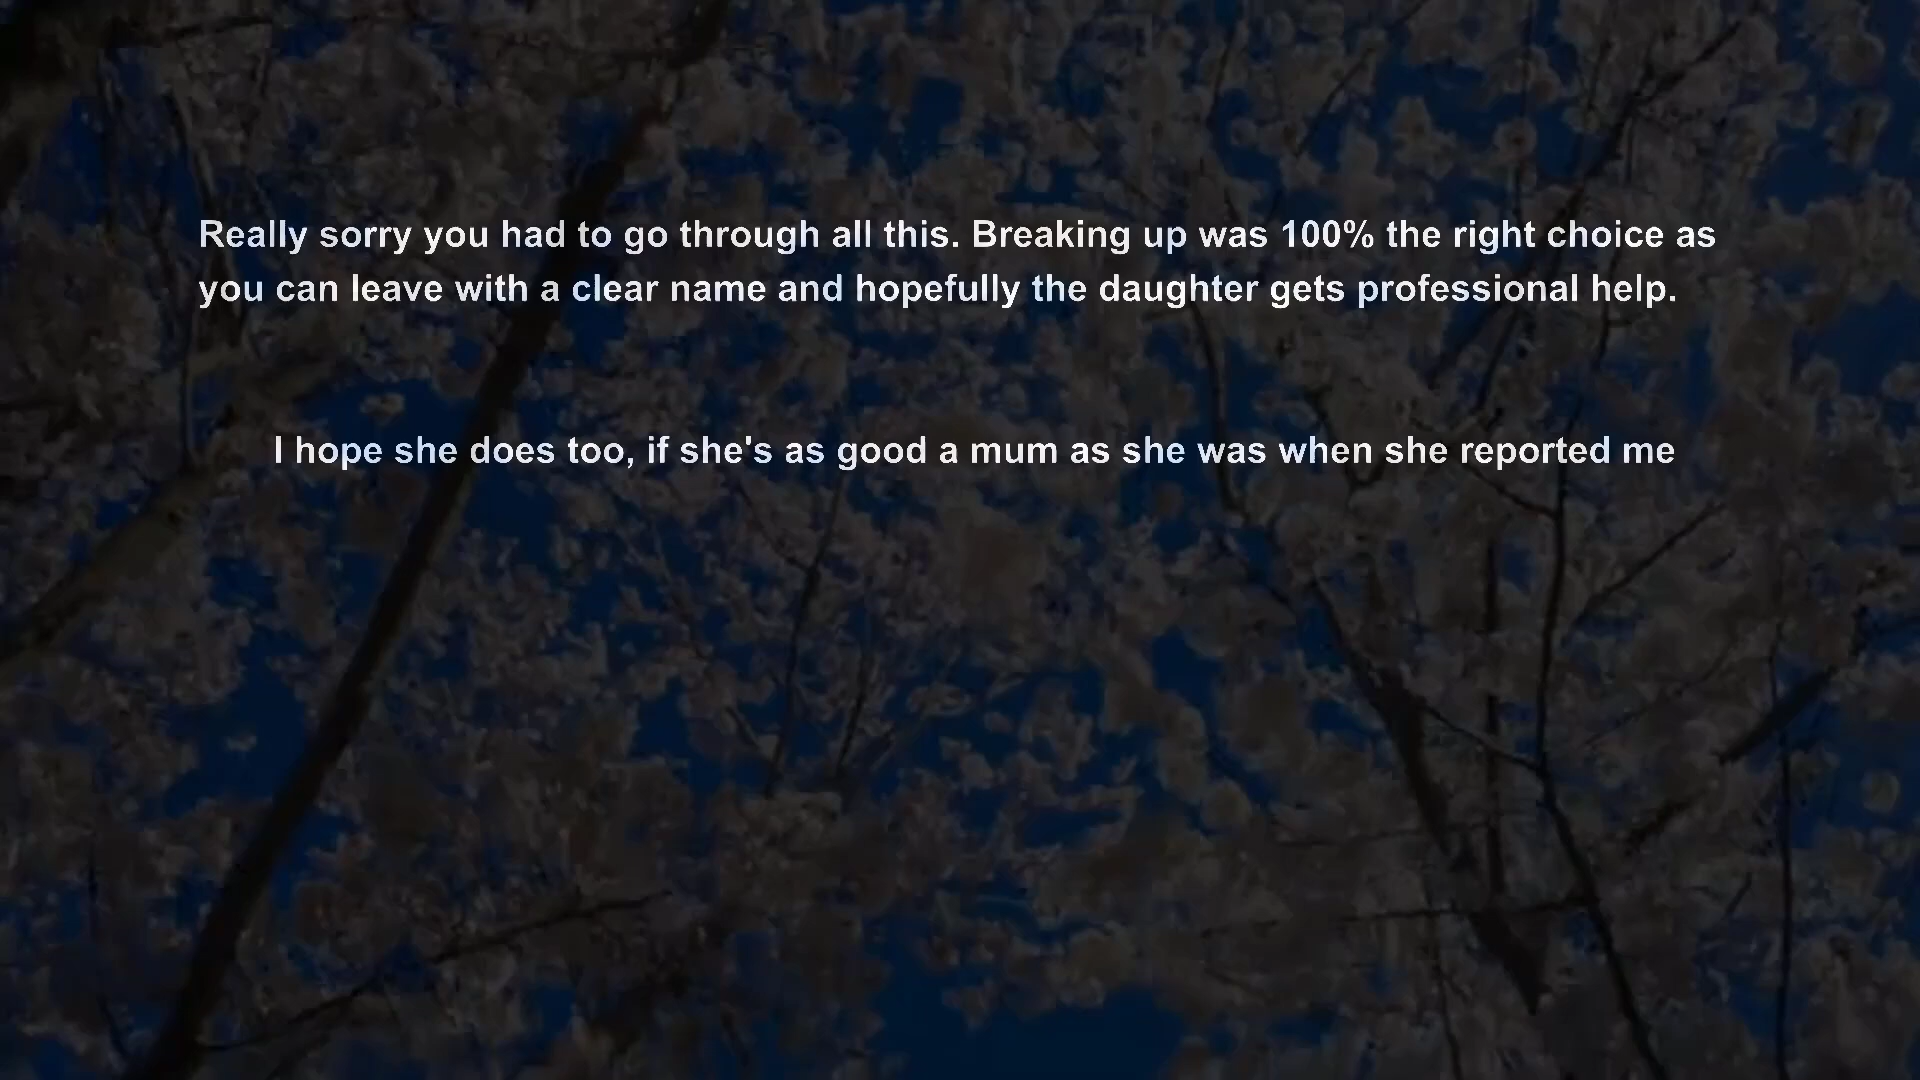 Really sorry you had to go through all this. Breaking up was 100% the right choice as
you can leave with a clear name and hopefully the daughter gets professional help.
I hope she does too, if she's as good a mum as she was when she reported me